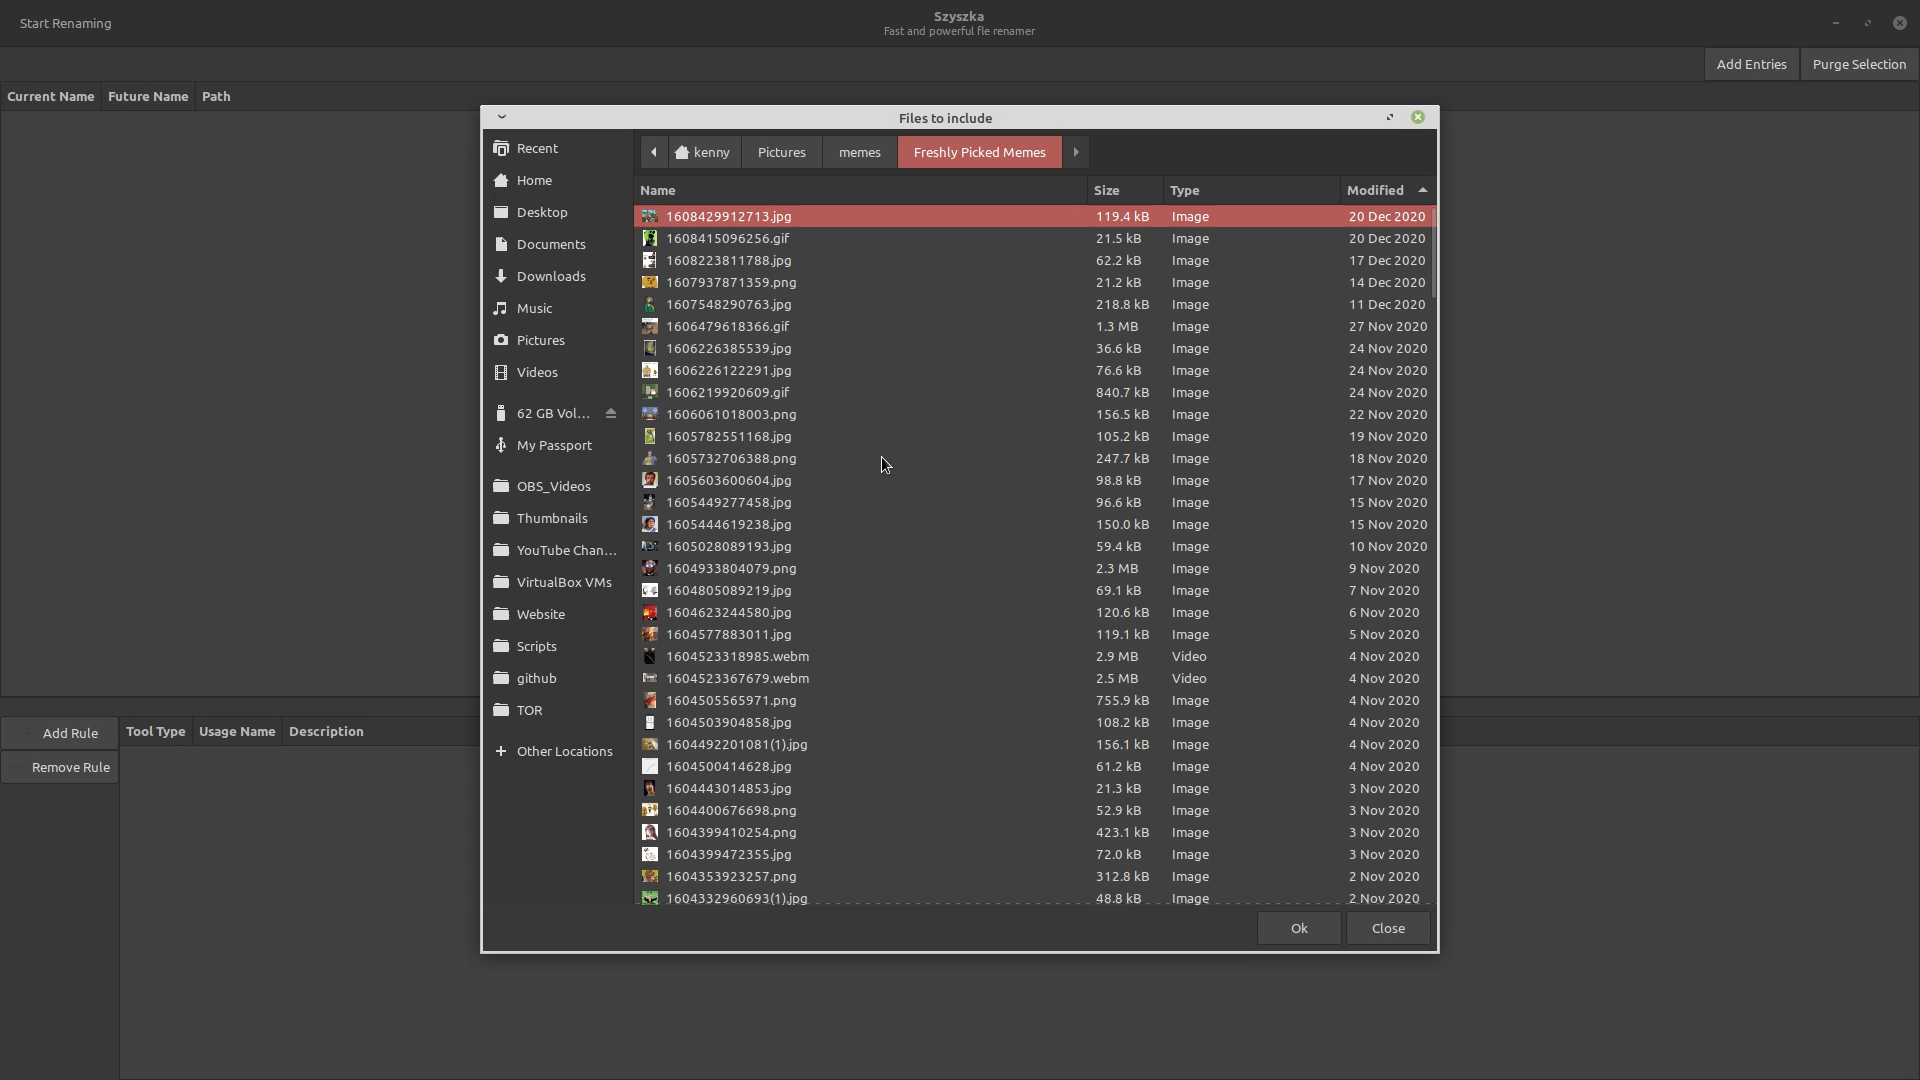 Start Renaming
Szyszka
Fast and powerful fle renamer
Add Entries
Purge Selection
Current Name
Future Name
Path
Files to include
Recent
Home
Desktop
Documents
Downloads
Music
Pictures
Videos
62 GB Vol...
My Passport
OBS_Videos
Thumbnails
YouTube Chan...
VirtualBox VMs
Website
Scripts
github
TOR
Other Locations
kenny
Pictures
memes
Freshly Picked Memes
Name Size Type Modified
1608429912713.jpg 119.4 kB Image 20 Dec 2020
1608415096256.gif 21.5 kB Image 20 Dec 2020
1608223811788.jpg 62.2 kB Image 17 Dec 2020
1607937871359.png 21.2 kB Image 14 Dec 2020
1607548290763.jpg 218.8 kB Image 11 Dec 2020
1606479618366.gif 1.3 MB Image 27 Nov 2020
1606226385539.jpg 36.6 kB Image 24 Nov 2020
1606226122291.jpg 76.6 kB Image 24 Nov 2020
1606219920609.gif 840.7 kB Image 24 Nov 2020
1606061018003.png 156.5 kB Image 22 Nov 2020
1605782551168.jpg 105.2 kB Image 19 Nov 2020
1605732706388.png 247.7 kB Image 18 Nov 2020
1605603600604.jpg 98.8 kB Image 17 Nov 2020
1605449277458.jpg 96.6 kB Image 15 Nov 2020
1605444619238.jpg 150.0 kB Image 15 Nov 2020
1605028089193.jpg 59.4 kB Image 10 Nov 2020
1604933804079.png 2.3 MB Image 9 Nov 2020
1604805089219.jpg 69.1 kB Image 7 Nov 2020
1604623244580.jpg 120.6 kB Image 6 Nov 2020
1604577883011.jpg 119.1 kB Image 5 Nov 2020
1604523318985.webm 2.9 MB Video 4 Nov 2020
1604523367679.webm 2.5 MB Video 4 Nov 2020
1604505565971.png 755.9 kB Image 4 Nov 2020
1604503904858.jpg 108.2 kB Image 4 Nov 2020
1604492201081(1).jpg 156.1 kB Image 4 Nov 2020
1604500414628.jpg 61.2 kB Image 4 Nov 2020
1604443014853.jpg 21.3 kB Image 3 Nov 2020
1604400676698.png 52.9 kB Image 3 Nov 2020
1604399410254.png 423.1 kB Image 3 Nov 2020
1604399472355.jpg 72.0 kB Image 3 Nov 2020
1604353923257.png 312.8 kB Image 2 Nov 2020
1604332960693(1).jpg 48.8 kB Image 2 Nov 2020
Ok
Close
Add Rule
Remove Rule
Tool Type
Usage Name
Description